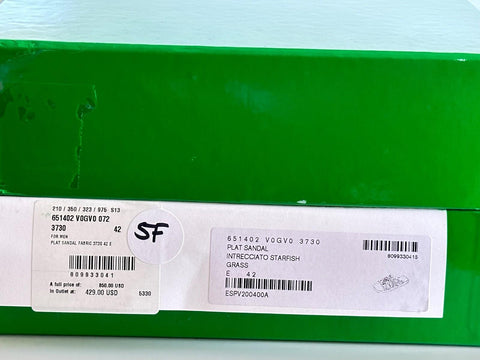 210 / 350 / 323 / 975 S13
651402 V0GV0 072
3730 42
FOR MEN
PLAT SANDAL FABRIC 3730 42 E
809933041
A full price of: 850.00 USD
In Outlet at: 429.00 USD 5330
SF
651402 V0GV0 3730
PLAT SANDAL
INTRECCIATO STARFISH
GRASS
E 42
ESPV200400A
8099330415